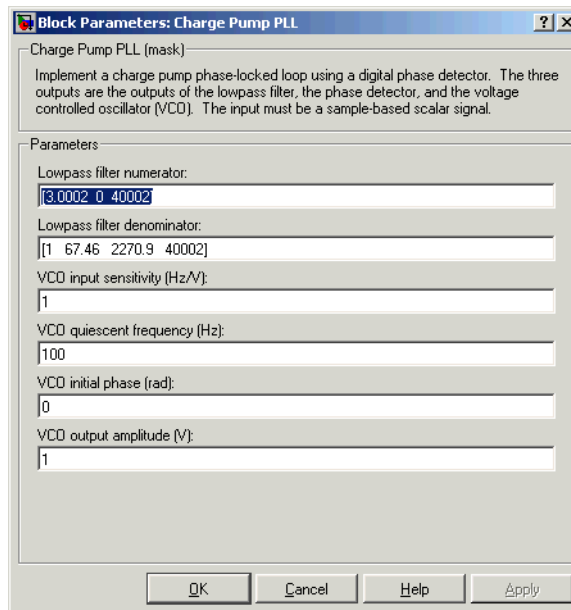 Block Parameters: Charge Pump PLL
Charge Pump PLL (mask)
Implement a charge pump phase-locked loop using a digital phase detector. The three
outputs are the outputs of the lowpass filter, the phase detector, and the voltage
controlled oscillator (VCO). The input must be a sample-based scalar signal.
Parameters
Lowpass filter numerator:
[3.0002 0 40002]
Lowpass filter denominator:
[1 67.46 2270.9 40002]
VCO input sensitivity (Hz/V):
1
VCO quiescent frequency (Hz):
100
VCO initial phase (rad):
0
VCO output amplitude (V):
1
OK Cancel Help Apply